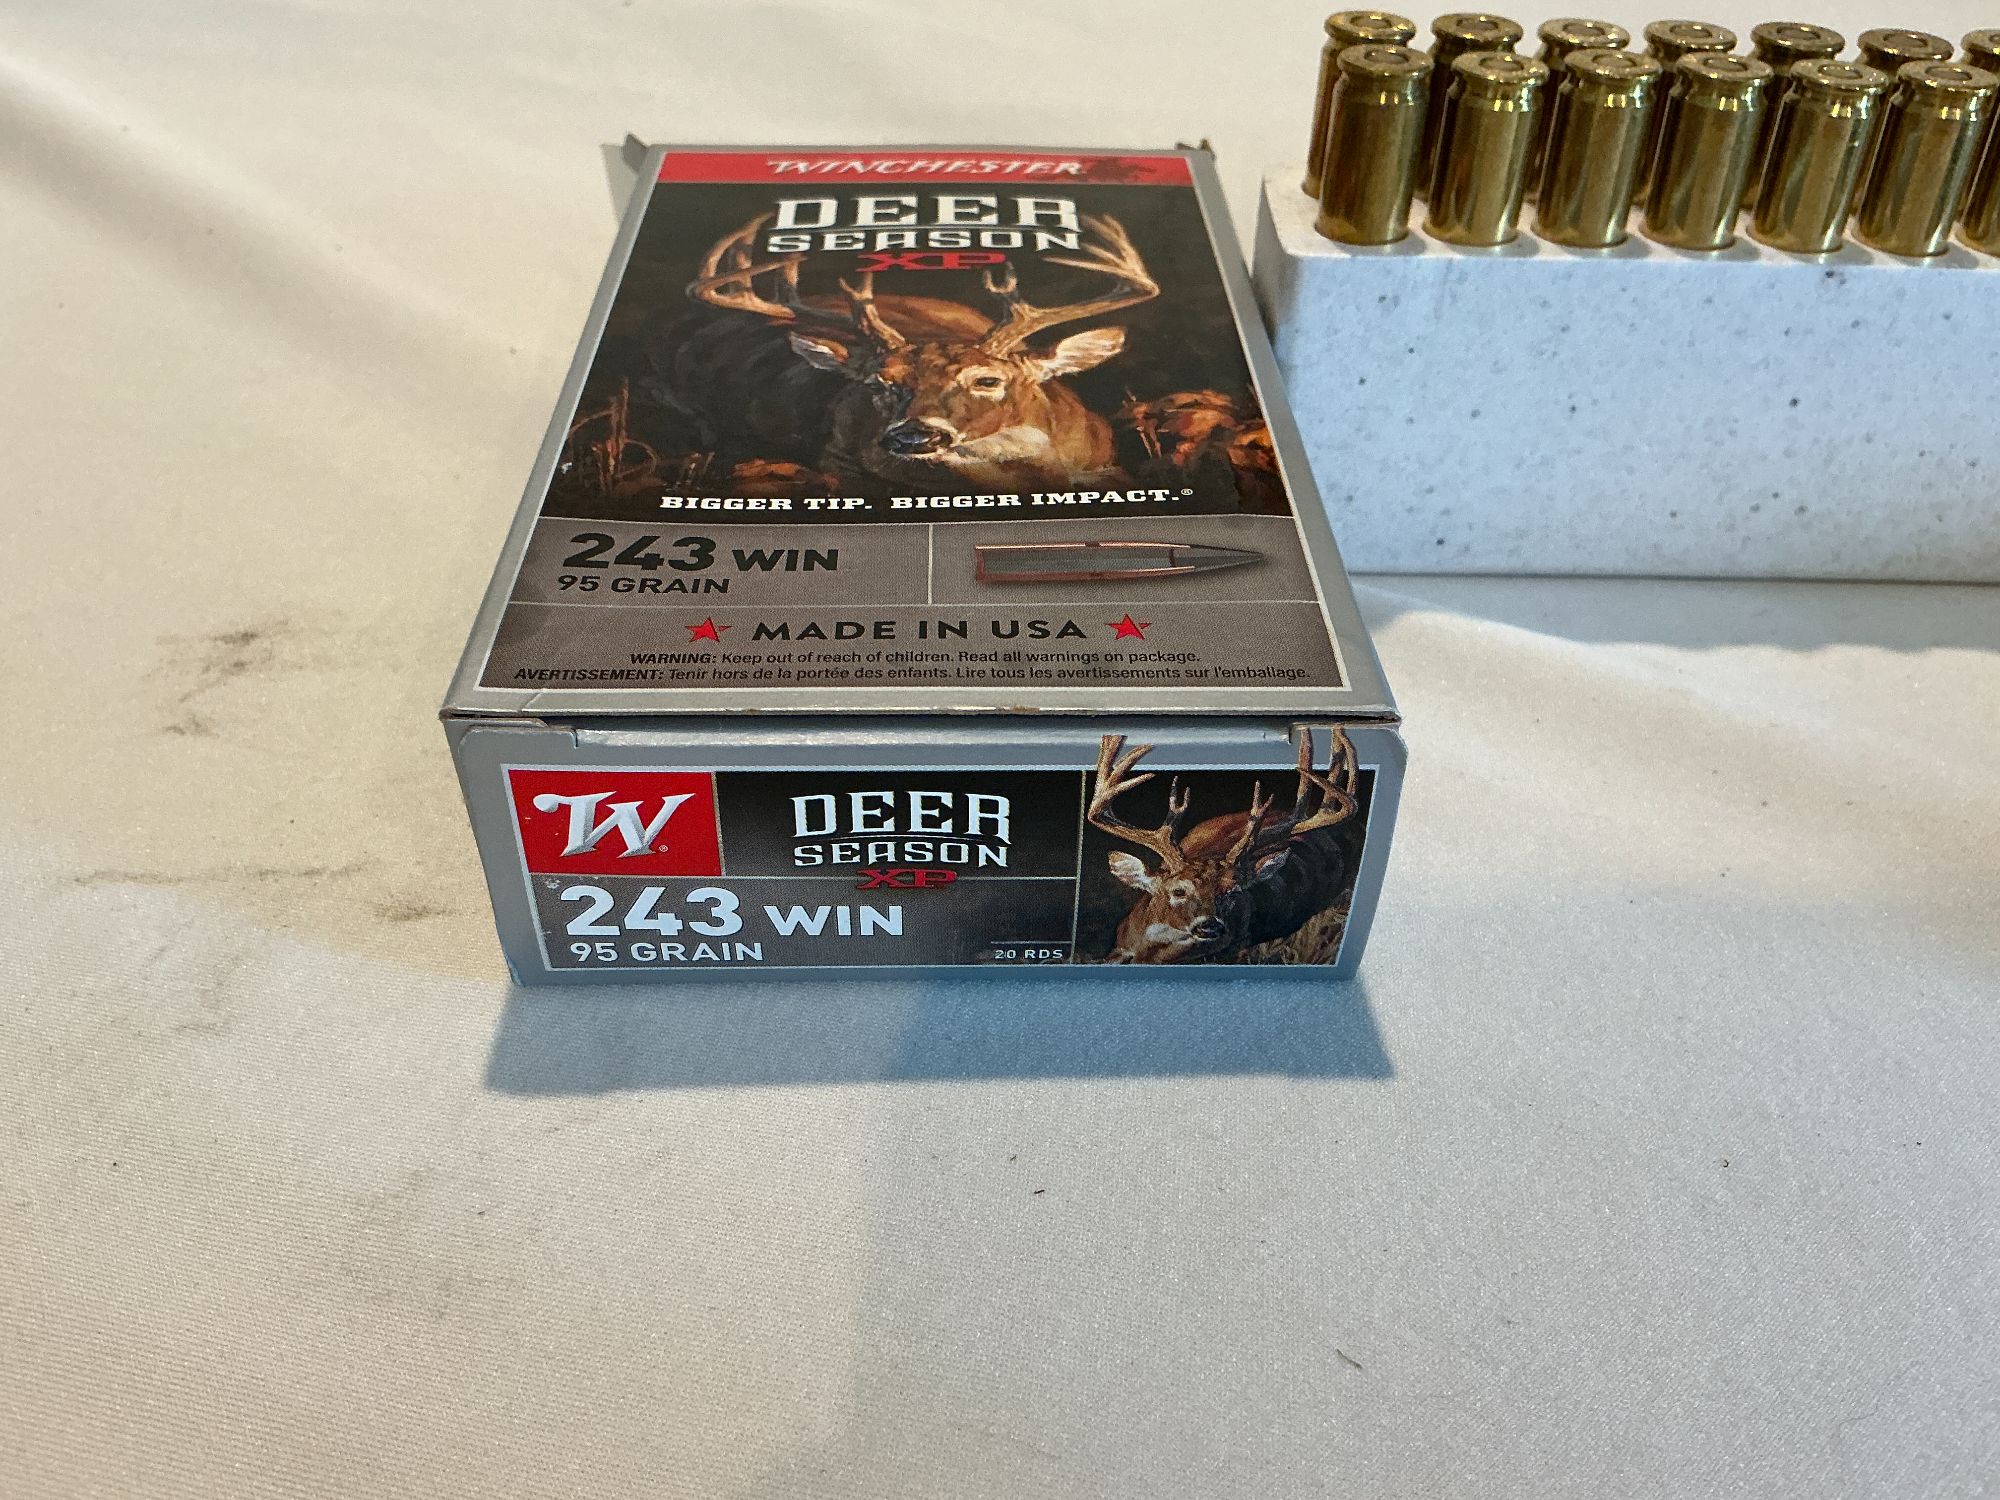 WINCHESTER
DEER
SEASON
XP
BIGGER TIP. BIGGER IMPACT.®
243 WIN
95 GRAIN
MADE IN USA
WARNING: Keep out of reach of children. Read all warnings on package.
AVERTISSEMENT: Tenir hors de la portée des enfants. Lire tous les avertissements sur l'emballage.
W®
DEER
SEASON
XP
243 WIN
95 GRAIN
20 RDS